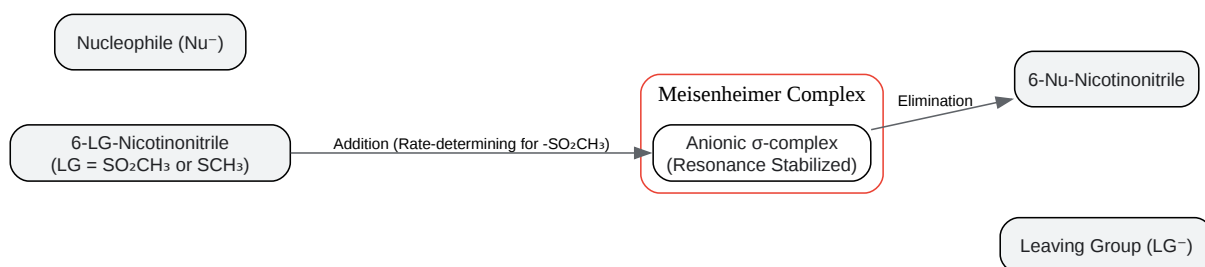 Nucleophile (Nu⁻)
6-LG-Nicotinonitrile
(LG = SO₂CH₃ or SCH₃)
Addition (Rate-determining for -SO₂CH₃)
Meisenheimer Complex
Anionic σ-complex
(Resonance Stabilized)
Elimination
6-Nu-Nicotinonitrile
Leaving Group (LG⁻)